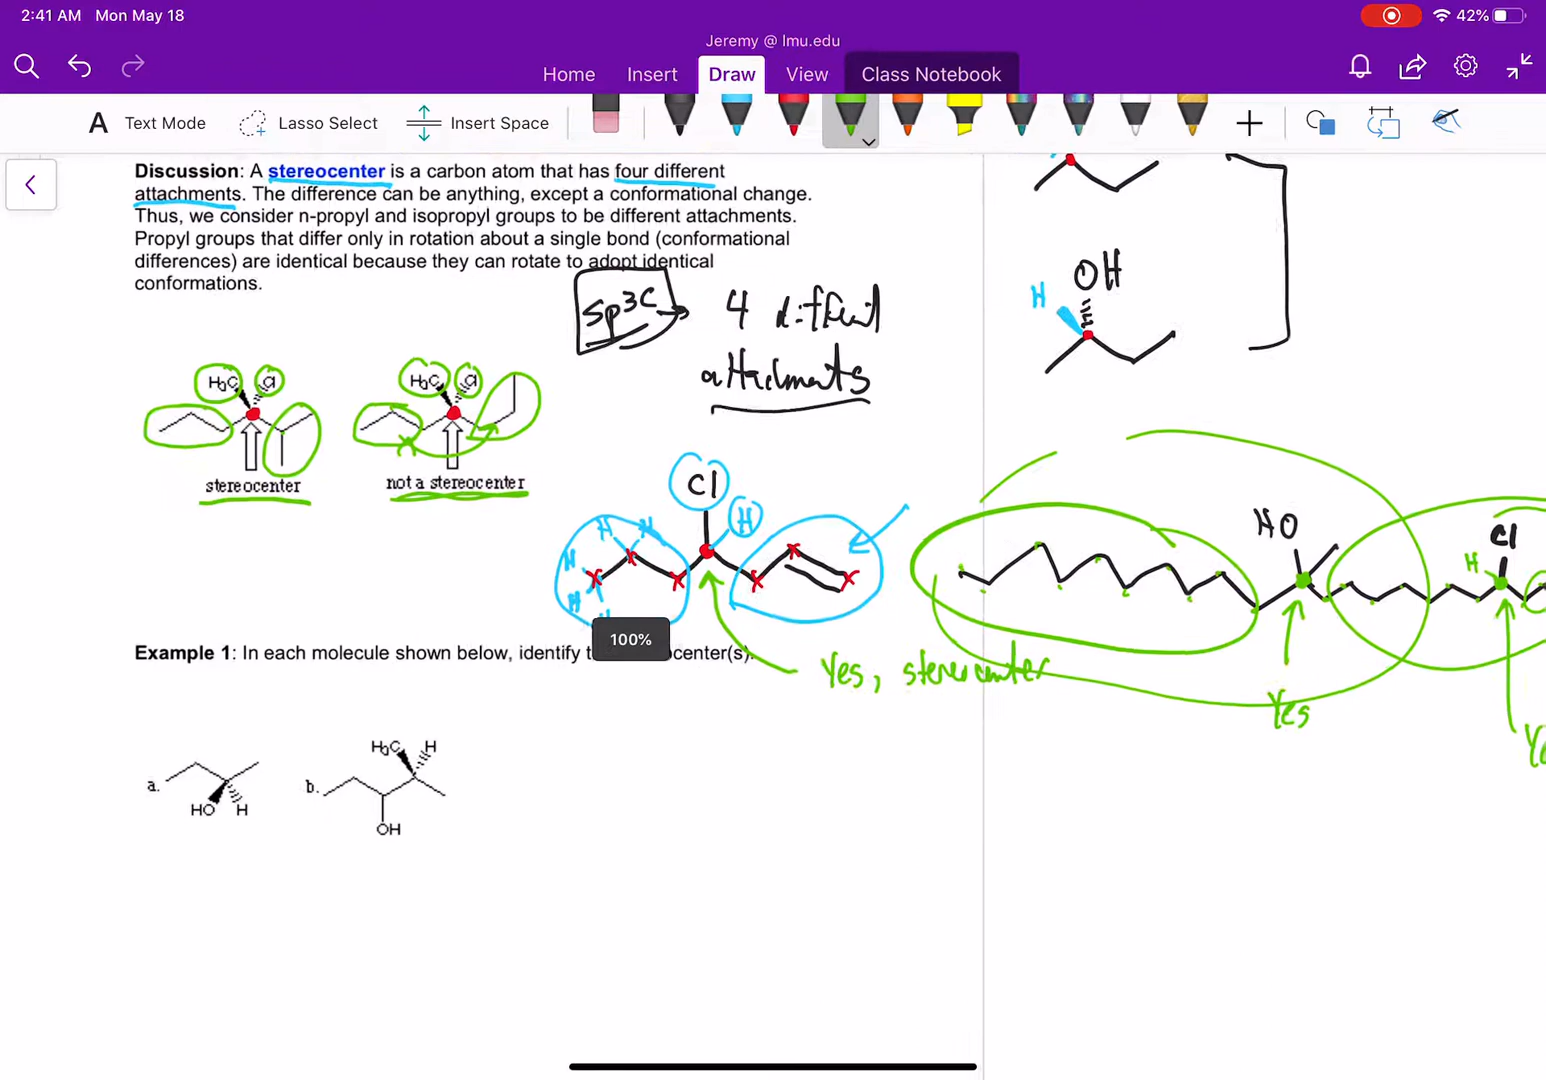 2:41 AM Mon May 18
42%
Jeremy @ lmu.edu
Home Insert Draw View Class Notebook
A Text Mode Lasso Select Insert Space
Discussion: A stereocenter is a carbon atom that has four different
attachments. The difference can be anything, except a conformational change.
Thus, we consider n-propyl and isopropyl groups to be different attachments.
Propyl groups that differ only in rotation about a single bond (conformational
differences) are identical because they can rotate to adopt identical
conformations.
sp³C → 4 different
attachments
OH
H
H₃C Cl
stereocenter
H₃C Cl
not a stereocenter
Cl
H
H H
H
H
Yes, stereocenter
HO
Yes
Cl
H
100%
Example 1: In each molecule shown below, identify t center(s).
a.
HO H
b.
H₃C H
OH